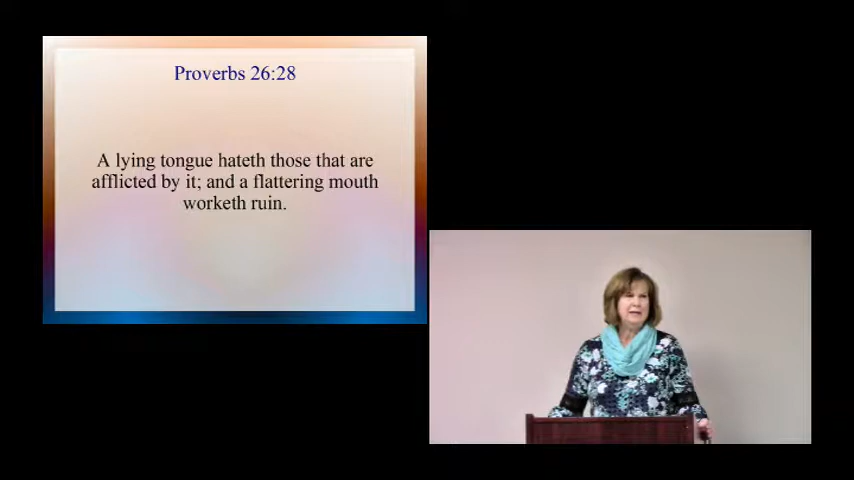 Proverbs 26:28
A lying tongue hateth those that are
afflicted by it; and a flattering mouth
worketh ruin.